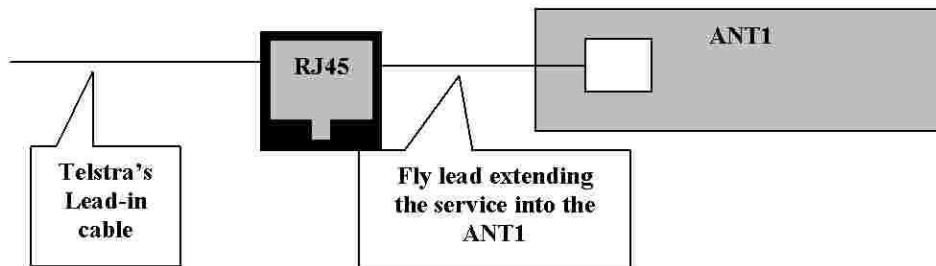 ANT1
RJ45
Telstra's
Lead-in
cable
Fly lead extending
the service into the
ANT1